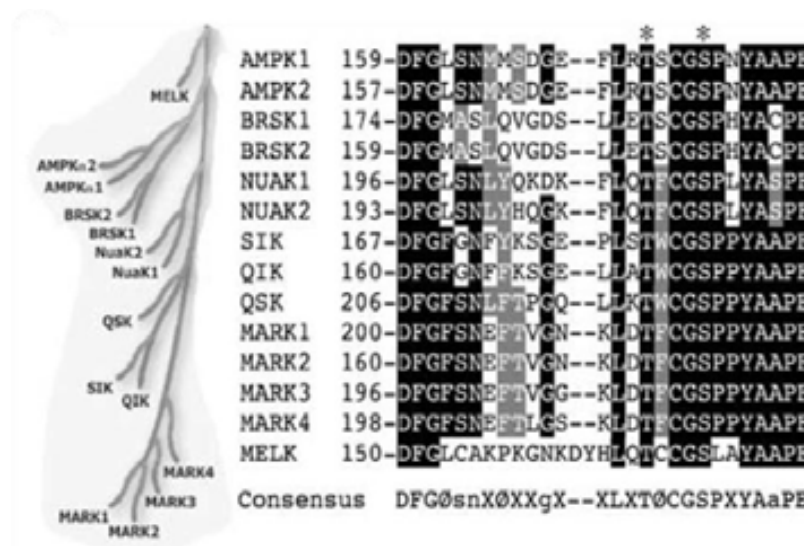 MELK
AMPKα2
AMPKα1
BRSK2
BRSK1
NuaK2
NuaK1
QSK
SIK
QIK
MARK4
MARK3
MARK1
MARK2
* *
AMPK1 159-DFGLSNMMSDGE--FLRTSCGSPNYAAPE
AMPK2 157-DFGLSNMMSDGE--FLRTSCGSPNYAAPE
BRSK1 174-DFGMASLQVGDS--LLETSCGSPHYACPE
BRSK2 159-DFGMASLQVGDS--LLETSCGSPHYACPE
NUAK1 196-DFGLSNLYQKDK--FLQTFCGSPLYASPE
NUAK2 193-DFGLSNLYHQGK--FLQTFCGSPLYASPE
SIK 167-DFGFGNFYKSGE--PLSTWCGSPPYAAPE
QIK 160-DFGFGNFFKSGE--LLATWCGSPPYAAPE
QSK 206-DFGFSNLFTPGQ--LLKTWCGSPPYAAPE
MARK1 200-DFGFSNEFTVGN--KLDTFCGSPPYAAPE
MARK2 160-DFGFSNEFTVGN--KLDTFCGSPPYAAPE
MARK3 196-DFGFSNEFTVGG--KLDTFCGSPPYAAPE
MARK4 198-DFGFSNEFTLGS--KLDTFCGSPPYAAPE
MELK 150-DFGLCAKPKGNKDYHLQTCCGSLAYAAPE
Consensus DFGØsnXØXXgX--XLXTØCGSPXYAaPE